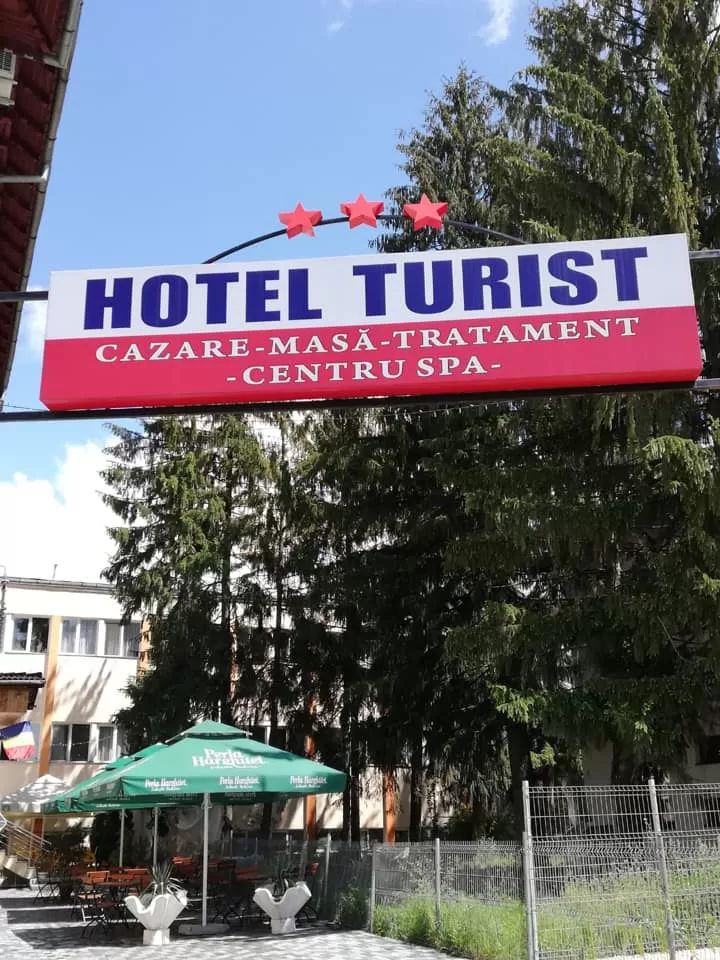 HOTEL TURIST
CAZARE-MASĂ-TRATAMENT
-CENTRU SPA-
Perla
Harghitei
Perla Harghitei
Perla Harghitei
Perla Harghitei